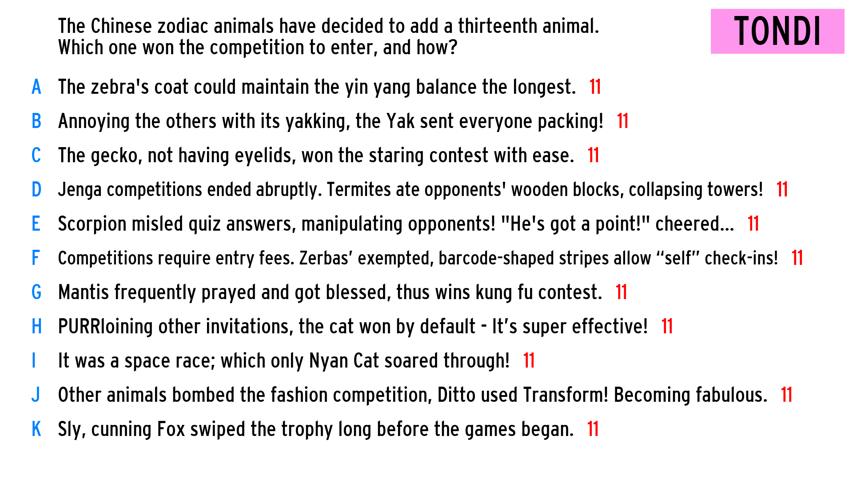 The Chinese zodiac animals have decided to add a thirteenth animal.
Which one won the competition to enter, and how?
TONDI
A The zebra's coat could maintain the yin yang balance the longest. 11
B Annoying the others with its yakking, the Yak sent everyone packing! 11
C The gecko, not having eyelids, won the staring contest with ease. 11
D Jenga competitions ended abruptly. Termites ate opponents' wooden blocks, collapsing towers! 11
E Scorpion misled quiz answers, manipulating opponents! "He's got a point!" cheered... 11
F Competitions require entry fees. Zerbas’ exempted, barcode-shaped stripes allow “self” check-ins! 11
G Mantis frequently prayed and got blessed, thus wins kung fu contest. 11
H PURRloining other invitations, the cat won by default - It’s super effective! 11
I It was a space race; which only Nyan Cat soared through! 11
J Other animals bombed the fashion competition, Ditto used Transform! Becoming fabulous. 11
K Sly, cunning Fox swiped the trophy long before the games began. 11